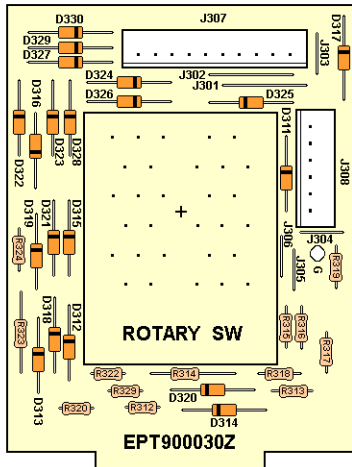 D330
J307
D317
D329
D327
J303
J302
D324
J301
D326
D325
D316
D311
D322
D323
D328
J308
D319
D321
D315
J306
J304
R324
J305
G
R319
R323
D318
D312
ROTARY SW
R315
R316
R317
D313
R322
R314
R318
R329
D320
R313
R320
R312
D314
EPT900030Z